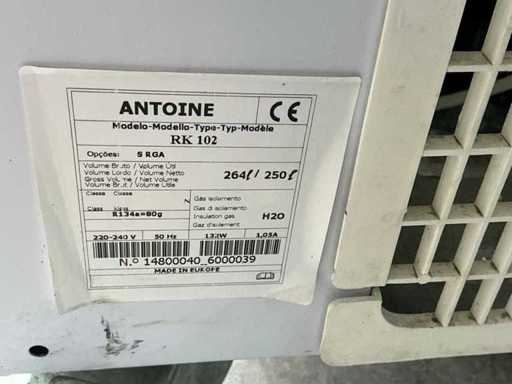 ANTOINE CE
Modelo-Modello-Type-Typ-Modèle
RK 102
Opções: S RGA
Volume Bruto / Volume Útil
Volume Lordo / Volume Netto
Gross Volume / Net Volume
Volume Brut / Volume Utile
264ℓ / 250ℓ
Classe Classe
Class Klasse N
R134a=80g
Gás isolamento
Gas isolamento
Insulation gas H2O
Gaz d'isolement
220-240 V 50 Hz 132W 1,05A
N.º 14800040_6000039
MADE IN EUROPE